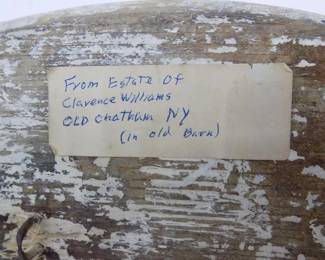 From Estate Of
Clarence Williams
OLD Chatham NY
(in old Barn)